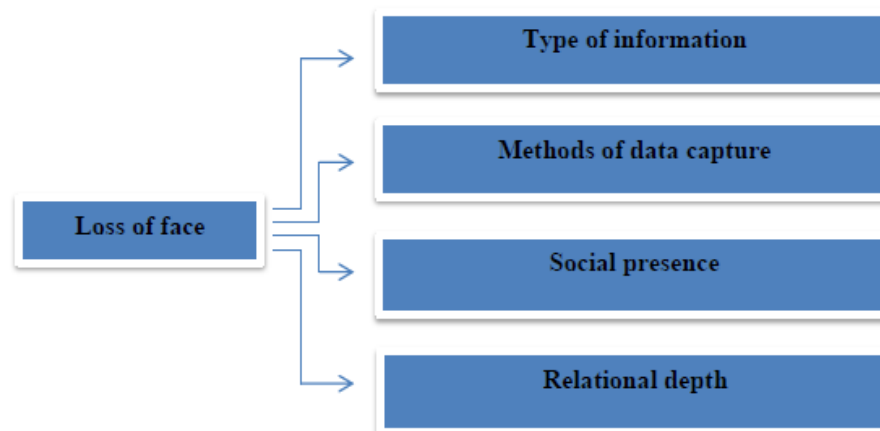 Type of information
Methods of data capture
Loss of face
Social presence
Relational depth